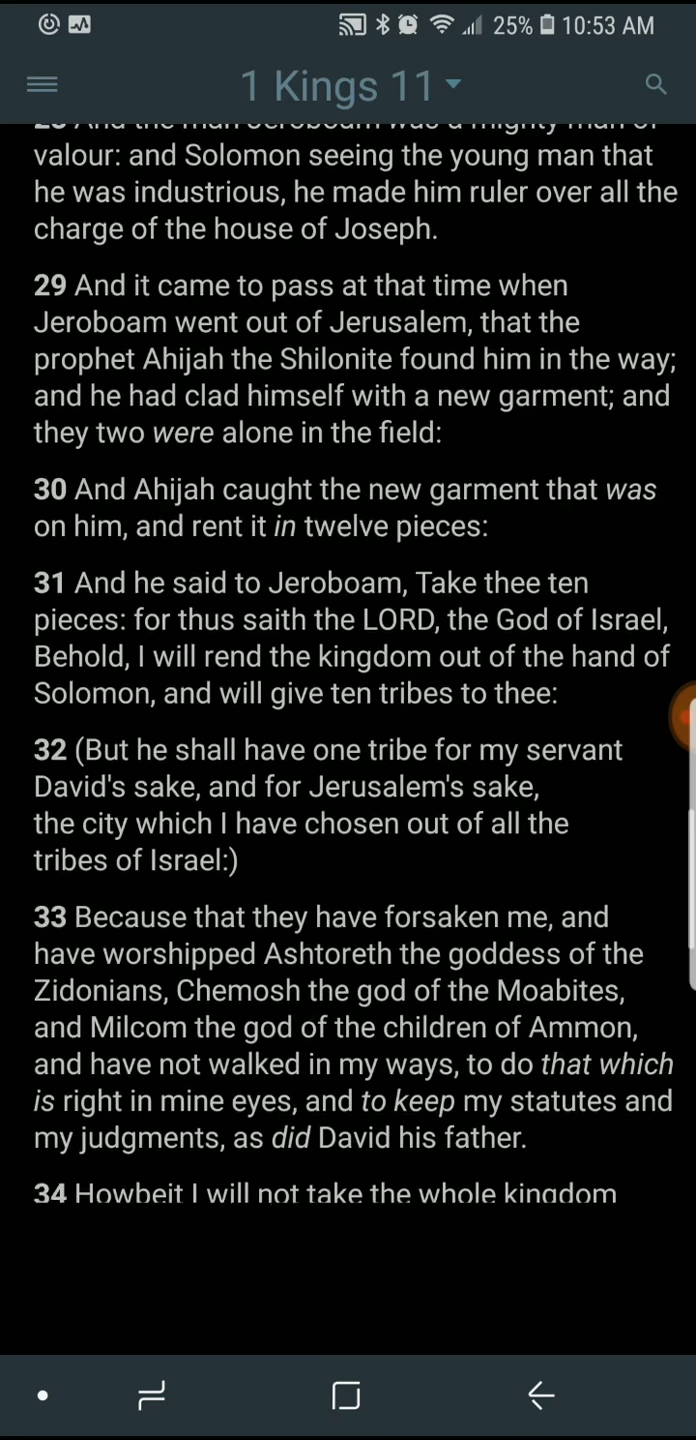 25% 10:53 AM
1 Kings 11
28 And the man Jeroboam was a mighty man of
valour: and Solomon seeing the young man that
he was industrious, he made him ruler over all the
charge of the house of Joseph.
29 And it came to pass at that time when
Jeroboam went out of Jerusalem, that the
prophet Ahijah the Shilonite found him in the way;
and he had clad himself with a new garment; and
they two were alone in the field:
30 And Ahijah caught the new garment that was
on him, and rent it in twelve pieces:
31 And he said to Jeroboam, Take thee ten
pieces: for thus saith the LORD, the God of Israel,
Behold, I will rend the kingdom out of the hand of
Solomon, and will give ten tribes to thee:
32 (But he shall have one tribe for my servant
David's sake, and for Jerusalem's sake,
the city which I have chosen out of all the
tribes of Israel:)
33 Because that they have forsaken me, and
have worshipped Ashtoreth the goddess of the
Zidonians, Chemosh the god of the Moabites,
and Milcom the god of the children of Ammon,
and have not walked in my ways, to do that which
is right in mine eyes, and to keep my statutes and
my judgments, as did David his father.
34 Howbeit I will not take the whole kingdom